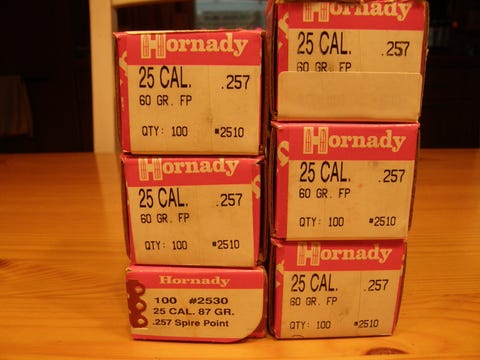 Hornady
25 CAL. .257
60 GR. FP
QTY: 100 #2510
Hornady
25 CAL. .257
60 GR. FP
QTY: 100 #2510
Hornady
100 #2530
25 CAL. 87 GR.
.257 Spire Point
Hornady
25 CAL. .257
60 GR. FP
Hornady
25 CAL. .257
60 GR. FP
QTY: 100 #2510
Hornady
25 CAL. .257
60 GR. FP
QTY: 100 #2510